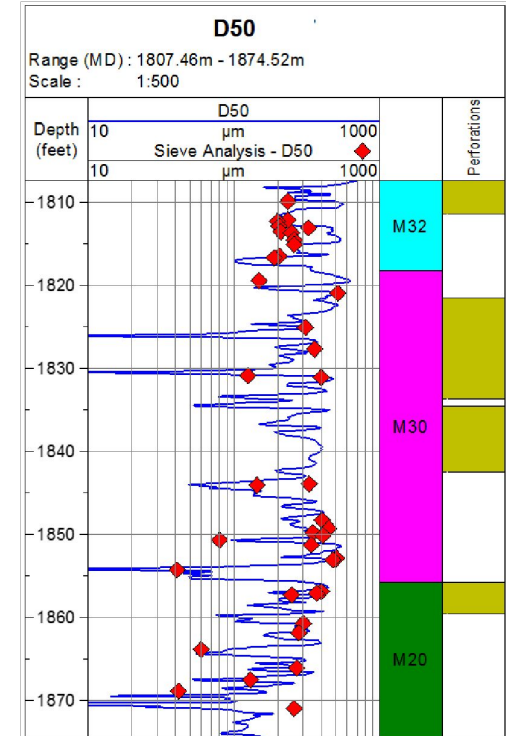 D50
Range (MD) : 1807.46m - 1874.52m
Scale : 1:500
Depth
(feet)
D50
10 µm 1000
Sieve Analysis - D50
10 µm 1000
Perforations
1810
M32
1820
1830
M30
1840
1850
1860
M20
1870